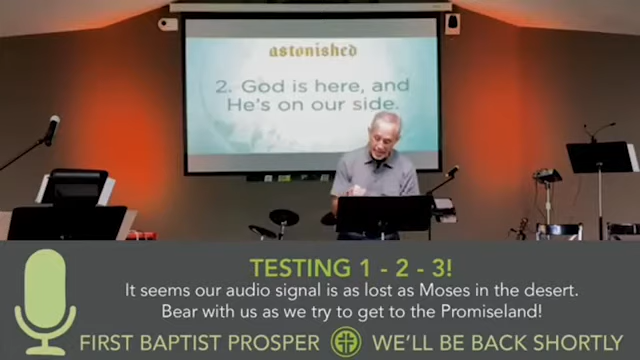 astonished
2. God is here, and
He's on our side.
TESTING 1 - 2 - 3!
It seems our audio signal is as lost as Moses in the desert.
Bear with us as we try to get to the Promiseland!
FIRST BAPTIST PROSPER WE'LL BE BACK SHORTLY